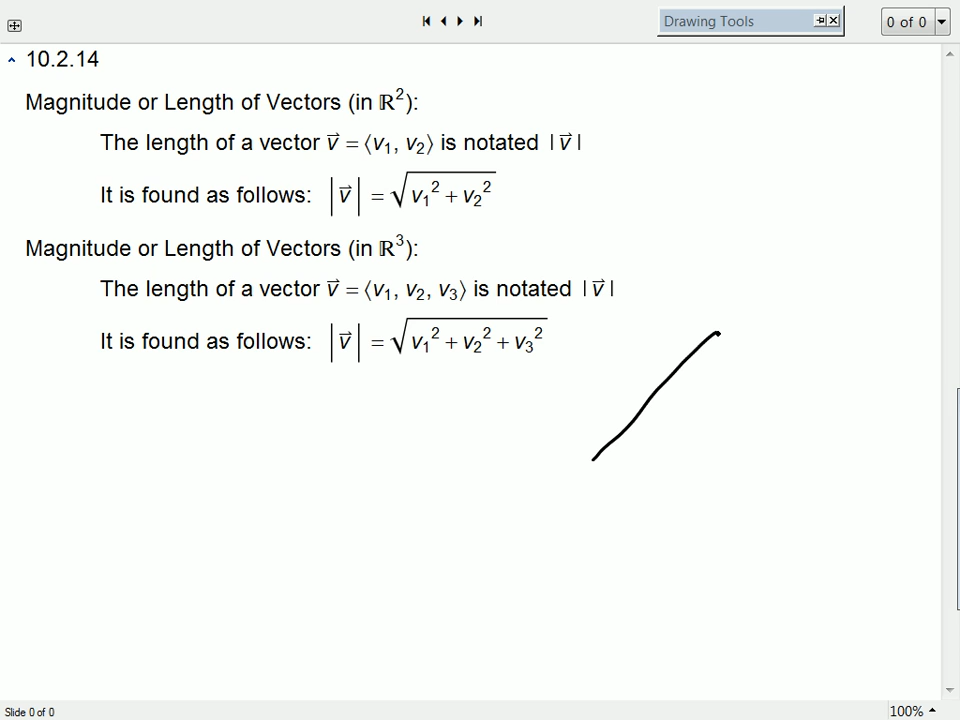 Drawing Tools
0 of 0
10.2.14
Magnitude or Length of Vectors (in ℝ²):
The length of a vector v⃗ = ⟨v₁, v₂⟩ is notated |v⃗|
It is found as follows: |v⃗| = √(v₁² + v₂²)
Magnitude or Length of Vectors (in ℝ³):
The length of a vector v⃗ = ⟨v₁, v₂, v₃⟩ is notated |v⃗|
It is found as follows: |v⃗| = √(v₁² + v₂² + v₃²)
Slide 0 of 0
100%